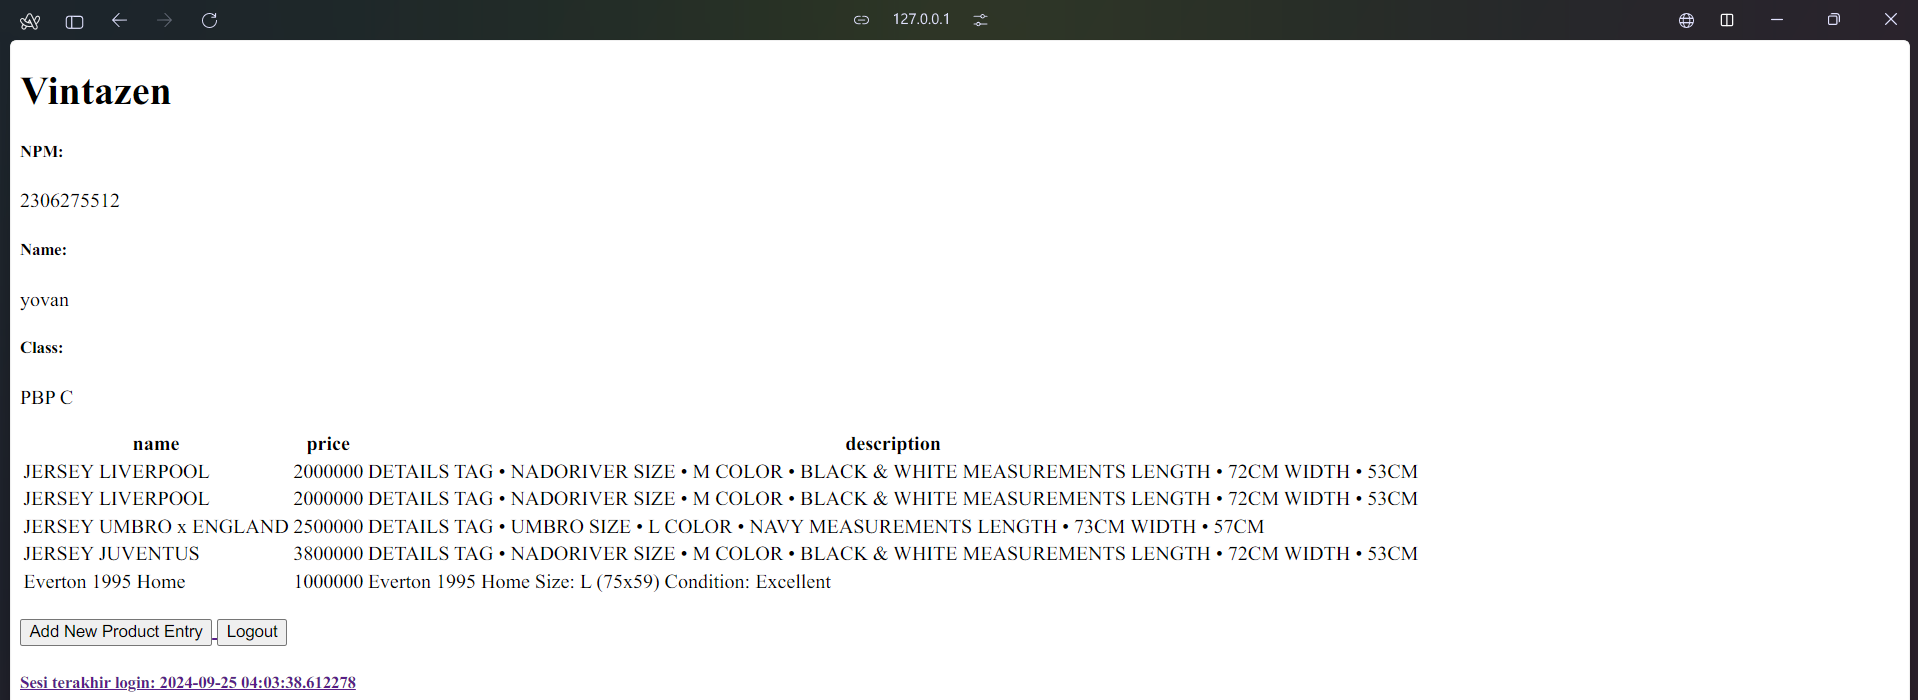 127.0.0.1
Vintazen
NPM:
2306275512
Name:
yovan
Class:
PBP C
name price description
JERSEY LIVERPOOL 2000000 DETAILS TAG • NADORIVER SIZE • M COLOR • BLACK & WHITE MEASUREMENTS LENGTH • 72CM WIDTH • 53CM
JERSEY LIVERPOOL 2000000 DETAILS TAG • NADORIVER SIZE • M COLOR • BLACK & WHITE MEASUREMENTS LENGTH • 72CM WIDTH • 53CM
JERSEY UMBRO x ENGLAND 2500000 DETAILS TAG • UMBRO SIZE • L COLOR • NAVY MEASUREMENTS LENGTH • 73CM WIDTH • 57CM
JERSEY JUVENTUS 3800000 DETAILS TAG • NADORIVER SIZE • M COLOR • BLACK & WHITE MEASUREMENTS LENGTH • 72CM WIDTH • 53CM
Everton 1995 Home 1000000 Everton 1995 Home Size: L (75x59) Condition: Excellent
Add New Product Entry Logout
Sesi terakhir login: 2024-09-25 04:03:38.612278